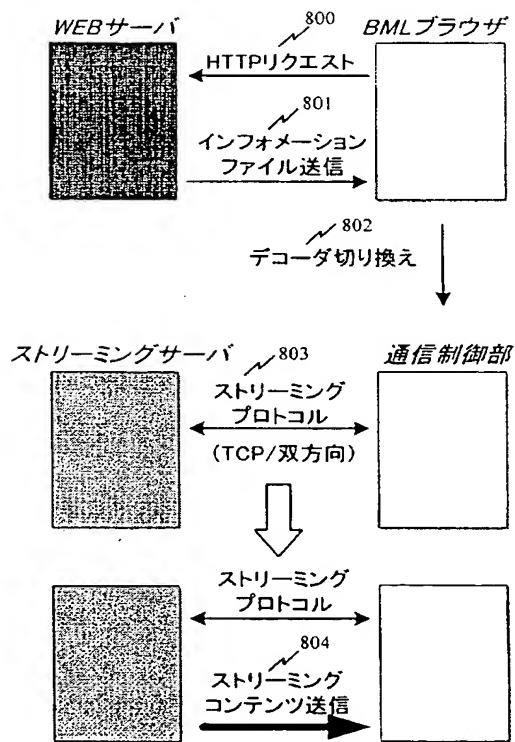 WEBサーバ
BMLブラウザ
800
HTTPリクエスト
801
インフォメーション
ファイル送信
802
デコーダ切り換え
ストリーミングサーバ
通信制御部
803
ストリーミング
プロトコル
(TCP/双方向)
ストリーミング
プロトコル
804
ストリーミング
コンテンツ送信